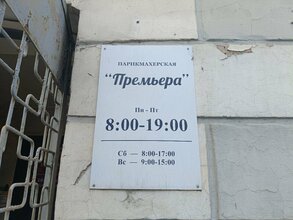 ПАРИКМАХЕРСКАЯ
"Премьера"
Пн - Пт
8:00-19:00
Сб — 8:00-17:00
Вс — 9:00-15:00